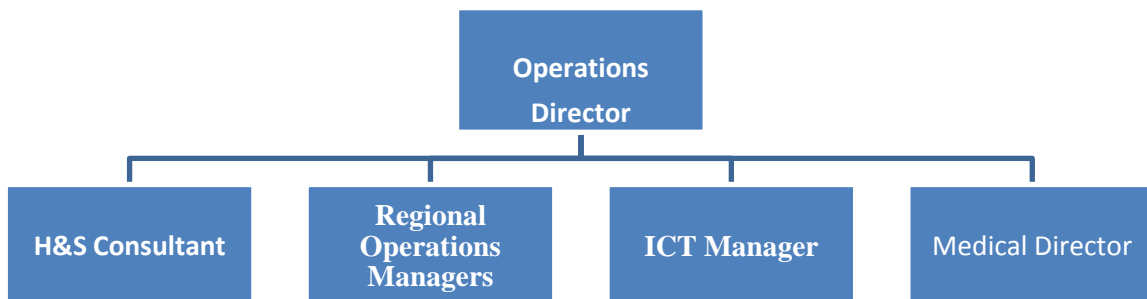 Operations
Director
H&S Consultant
Regional
Operations
Managers
ICT Manager
Medical Director